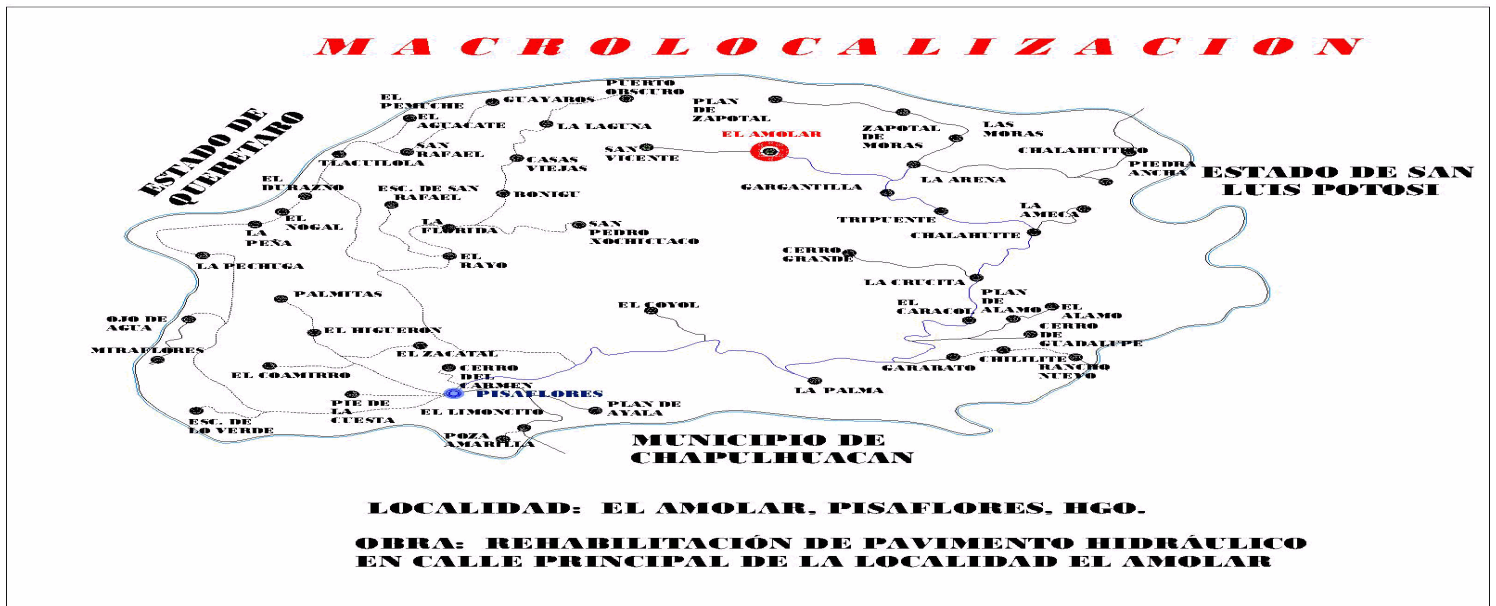 MACROLOCALIZACION
ESTADO DE
QUERETARO
EL
PEMUCHE
GUAYABOS
PUERTO
OBSCURO
PLAN
DE
ZAPOTAL
EL
AGUACATE
LA LAGUNA
EL AMOLAR
ZAPOTAL
DE
MORAS
LAS
MORAS
SAN
RAFAEL
TLACUILOLA
CASAS
VIEJAS
SAN
VICENTE
CHALAHUITITO
PIEDRA
ANCHA
ESTADO DE SAN
LUIS POTOSI
EL
DURAZNO
ESC. DE SAN
RAFAEL
BONIGU
GARGANTILLA
LA ARENA
EL
NOGAL
LA
PEÑA
LA
FLORIDA
SAN
PEDRO
XOCHICUACO
TRIPUENTE
LA
AMECA
CHALAHUITE
LA PECHUGA
EL
RAYO
CERRO
GRANDE
LA CRUCITA
PALMITAS
EL COYOL
EL
CARACOL
PLAN
DE
ALAMO
EL
ALAMO
OJO DE
AGUA
EL HIGUERON
CERRO
DE
GUADALUPE
MIRAFLORES
EL ZACATAL
CHILILITE
GARABATO
RANCHO
NUEVO
EL COAMIRRO
CERRO
DEL
CARMEN
LA PALMA
PISAFLORES
PIE DE
LA
CUESTA
EL LIMONCITO
PLAN DE
AYALA
ESC. DE
LO VERDE
POZA
AMARILLA
MUNICIPIO DE
CHAPULHUACAN
LOCALIDAD: EL AMOLAR, PISAFLORES, HGO.
OBRA: REHABILITACIÓN DE PAVIMENTO HIDRÁULICO
EN CALLE PRINCIPAL DE LA LOCALIDAD EL AMOLAR